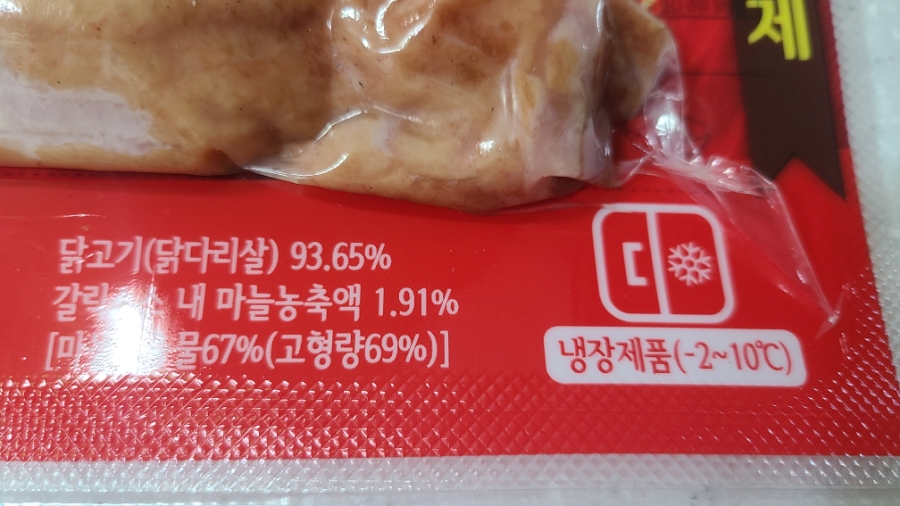 제
닭고기(닭다리살) 93.65%
갈릭 내 마늘농축액 1.91%
[마 물67%(고형량69%)]
냉장제품(-2~10℃)